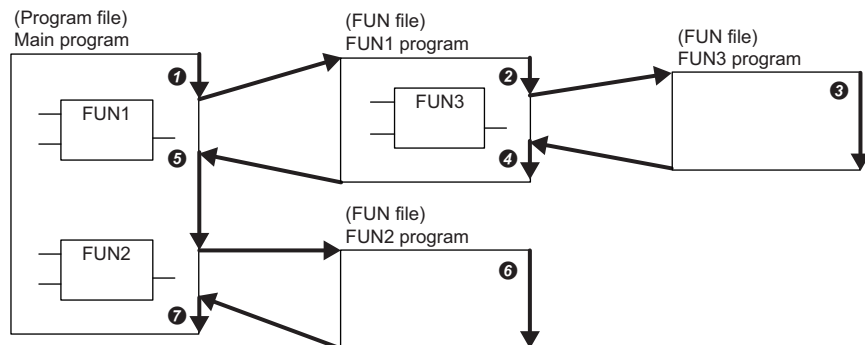 (Program file)
Main program
❶
FUN1
❺
FUN2
❼
(FUN file)
FUN1 program
❷
FUN3
❹
(FUN file)
FUN3 program
❸
(FUN file)
FUN2 program
❻